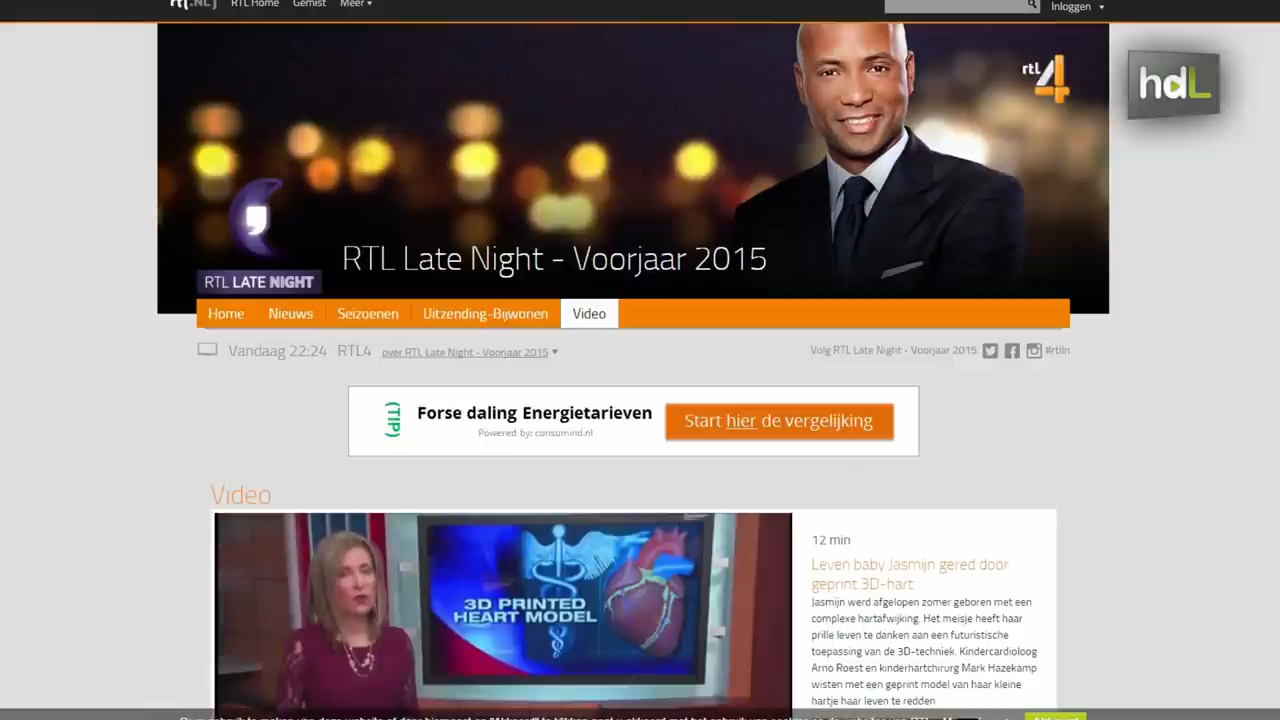 rtl.NL RTL Home Gemist Meer Inloggen
rtl 4
hdL
RTL Late Night - Voorjaar 2015
RTL LATE NIGHT
Home Nieuws Seizoenen Uitzending-Bijwonen Video
Vandaag 22:24 RTL4 over RTL Late Night - Voorjaar 2015 Volg RTL Late Night - Voorjaar 2015: #rtlln
(TIP) Forse daling Energietarieven Start hier de vergelijking
Powered by: consumind.nl
Video
12 min
Leven baby Jasmijn gered door
geprint 3D-hart
Jasmijn werd afgelopen zomer geboren met een
complexe hartafwijking. Het meisje heeft haar
prille leven te danken aan een futuristische
toepassing van de 3D-techniek. Kindercardioloog
Arno Roest en kinderhartchirurg Mark Hazekamp
wisten met een geprint model van haar kleine
hartje haar leven te redden
3D PRINTED
HEART MODEL